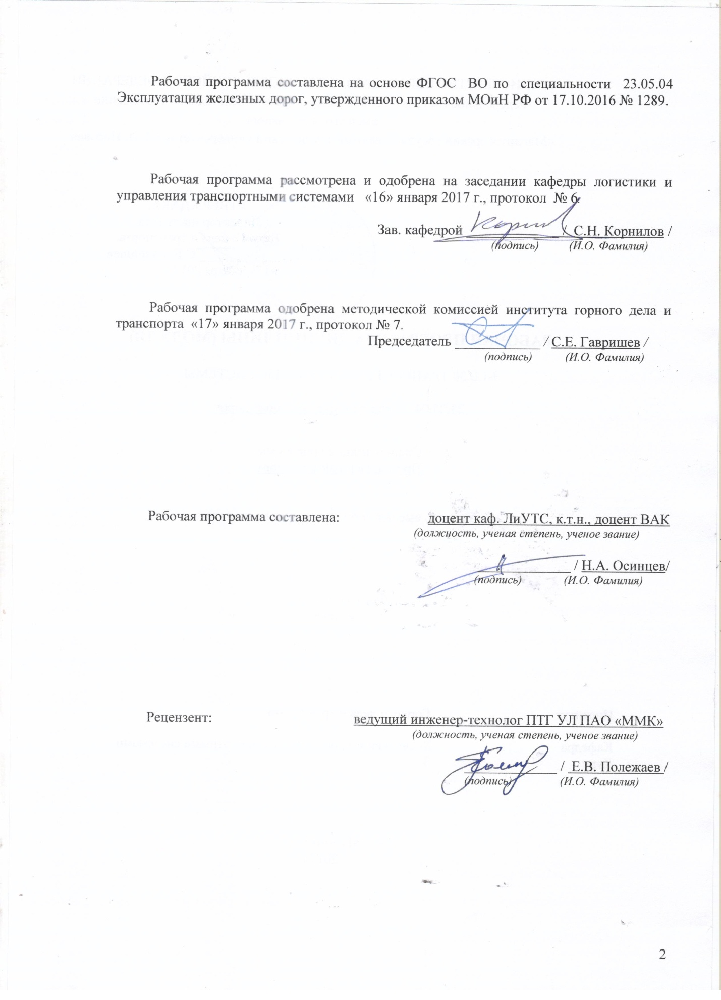 Рабочая программа составлена на основе ФГОС ВО по специальности 23.05.04
Эксплуатация железных дорог, утвержденного приказом МОиН РФ от 17.10.2016 № 1289.
Рабочая программа рассмотрена и одобрена на заседании кафедры логистики и
управления транспортными системами «16» января 2017 г., протокол № 6.
Зав. кафедрой / С.Н. Корнилов /
(подпись) (И.О. Фамилия)
Рабочая программа одобрена методической комиссией института горного дела и
транспорта «17» января 2017 г., протокол № 7.
Председатель ____________ / С.Е. Гавришев /
(подпись) (И.О. Фамилия)
Рабочая программа составлена: доцент каф. ЛиУТС, к.т.н., доцент ВАК
(должность, ученая степень, ученое звание)
_____________ / Н.А. Осинцев/
(подпись) (И.О. Фамилия)
Рецензент: ведущий инженер-технолог ПТГ УЛ ПАО «ММК»
(должность, ученая степень, ученое звание)
_____________ / Е.В. Полежаев /
(подпись) (И.О. Фамилия)
2